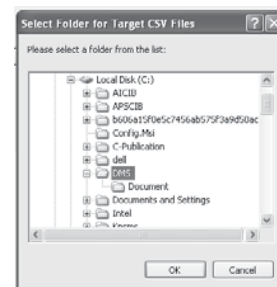 Select Folder for Target CSV Files
Please select a folder from the list:
Local Disk (C:)
AICIB
APSCIB
b606a15f0e5c7456ab575f3a9d50ac
Config.Msi
C-Publication
dell
DMS
Document
Documents and Settings
Intel
OK Cancel